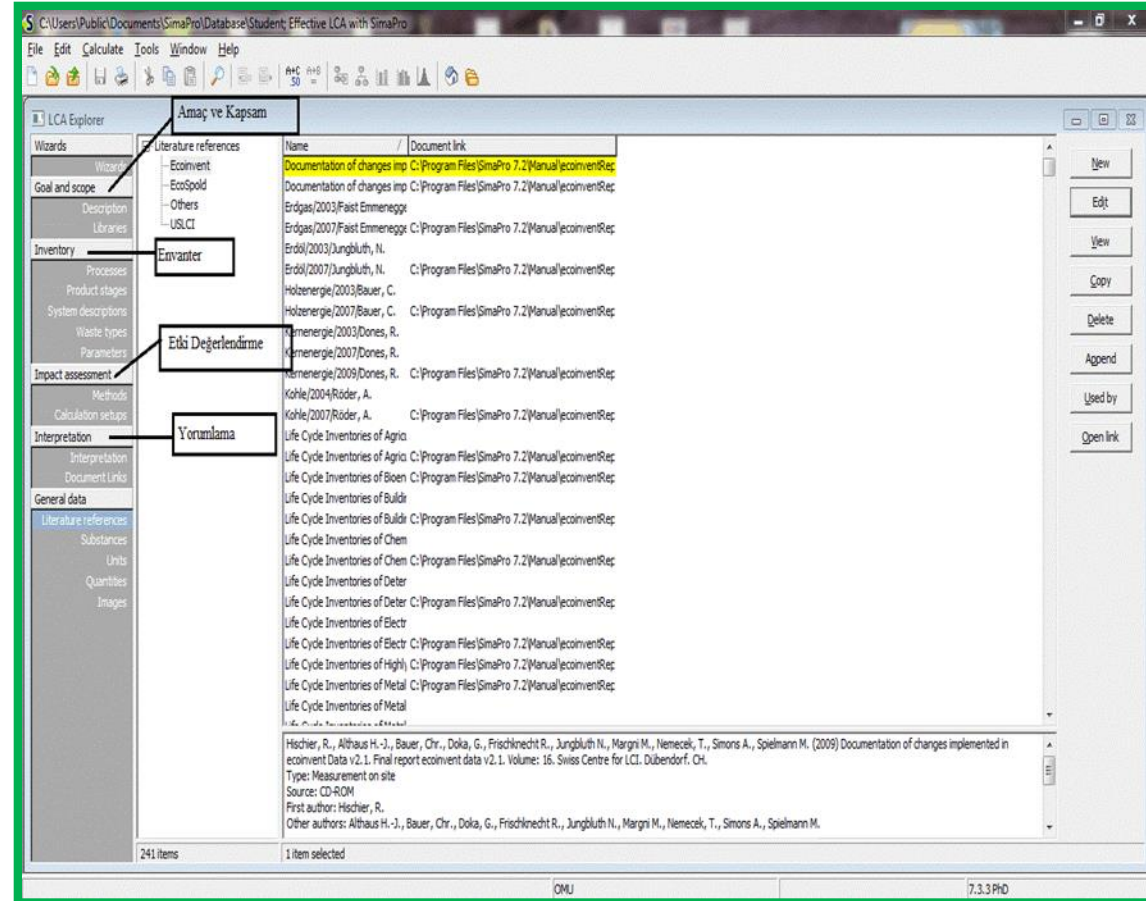 C:\Users\Public\Documents\SimaPro\Database\Student; Effective LCA with SimaPro
File Edit Calculate Tools Window Help
LCA Explorer
Amaç ve Kapsam
Wizards
Wizards
Goal and scope
Description
Libraries
Inventory
Processes
Product stages
System descriptions
Waste types
Parameters
Impact assessment
Methods
Calculation setups
Interpretation
Interpretation
Document Links
General data
Literature references
Substances
Units
Quantities
Images
Envanter
Etki Değerlendirme
Yorumlama
Literature references
Ecoinvent
EcoSpold
Others
USLCI
Name / Document link
Documentation of changes imp C:\Program Files\SimaPro 7.2\Manual\ecoinventRep
Documentation of changes imp C:\Program Files\SimaPro 7.2\Manual\ecoinventRep
Erdgas/2003/Faist Emmenegge
Erdgas/2007/Faist Emmenegge C:\Program Files\SimaPro 7.2\Manual\ecoinventRep
Erdöl/2003/Jungbluth, N.
Erdöl/2007/Jungbluth, N. C:\Program Files\SimaPro 7.2\Manual\ecoinventRep
Holzenergie/2003/Bauer, C.
Holzenergie/2007/Bauer, C. C:\Program Files\SimaPro 7.2\Manual\ecoinventRep
Kernenergie/2003/Dones, R.
Kernenergie/2007/Dones, R.
Kernenergie/2009/Dones, R. C:\Program Files\SimaPro 7.2\Manual\ecoinventRep
Kohle/2004/Röder, A.
Kohle/2007/Röder, A. C:\Program Files\SimaPro 7.2\Manual\ecoinventRep
Life Cycle Inventories of Agricu
Life Cycle Inventories of Agricu C:\Program Files\SimaPro 7.2\Manual\ecoinventRep
Life Cycle Inventories of Bioen C:\Program Files\SimaPro 7.2\Manual\ecoinventRep
Life Cycle Inventories of Buildir
Life Cycle Inventories of Buildir C:\Program Files\SimaPro 7.2\Manual\ecoinventRep
Life Cycle Inventories of Chem
Life Cycle Inventories of Chem C:\Program Files\SimaPro 7.2\Manual\ecoinventRep
Life Cycle Inventories of Deter
Life Cycle Inventories of Deter C:\Program Files\SimaPro 7.2\Manual\ecoinventRep
Life Cycle Inventories of Electr
Life Cycle Inventories of Electr C:\Program Files\SimaPro 7.2\Manual\ecoinventRep
Life Cycle Inventories of Highly C:\Program Files\SimaPro 7.2\Manual\ecoinventRep
Life Cycle Inventories of Metal C:\Program Files\SimaPro 7.2\Manual\ecoinventRep
Life Cycle Inventories of Metal
Hischier, R., Althaus H.-J., Bauer, Chr., Doka, G., Frischknecht R., Jungbluth N., Margni M., Nemecek, T., Simons A., Spielmann M. (2009) Documentation of changes implemented in
ecoinvent Data v2.1. Final report ecoinvent data v2.1. Volume: 16. Swiss Centre for LCI. Dübendorf. CH.
Type: Measurement on site
Source: CD-ROM
First author: Hischier, R.
Other authors: Althaus H.-J., Bauer, Chr., Doka, G., Frischknecht R., Jungbluth N., Margni M., Nemecek, T., Simons A., Spielmann M.
New
Edit
View
Copy
Delete
Append
Used by
Open link
241 items
1 item selected
OMU
7.3.3 PhD